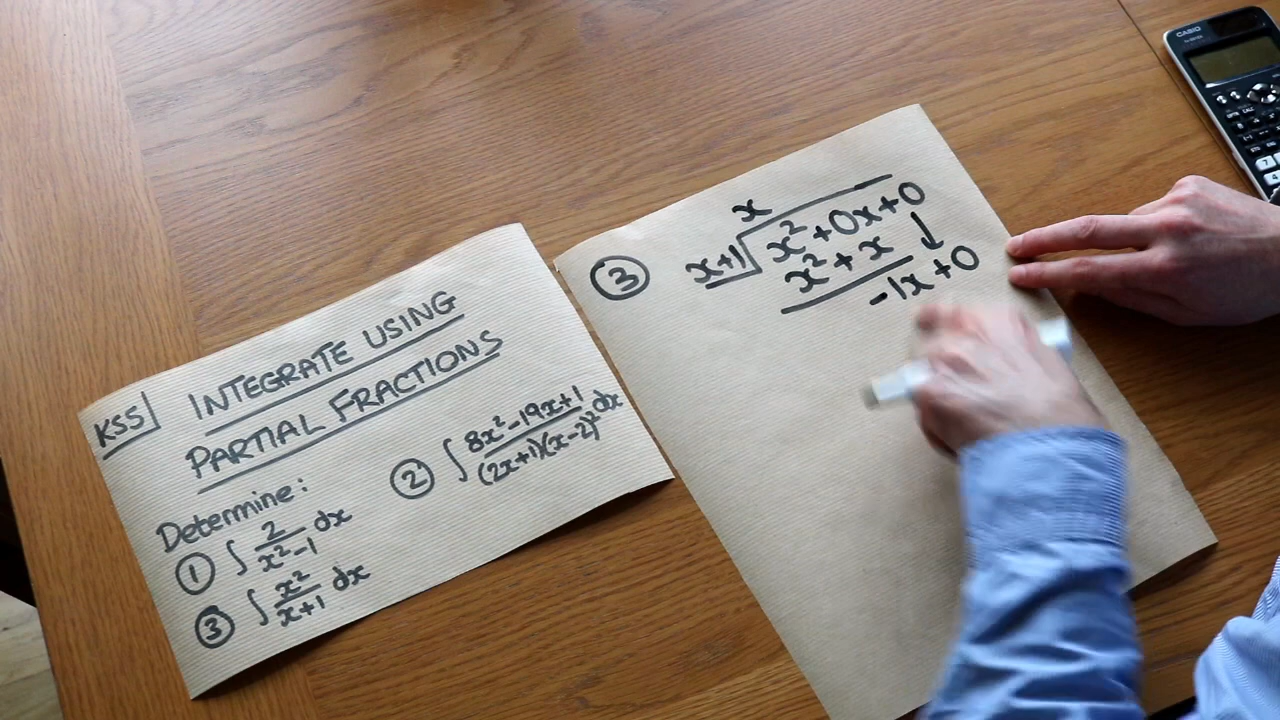 KSS INTEGRATE USING
PARTIAL FRACTIONS
Determine:
① ∫ 2/(x²-1) dx
② ∫ (8x²-19x+1)/((2x+1)(x-2)²) dx
③ ∫ x²/(x+1) dx
③
x
x+1 x²+0x+0
x²+x
-1x+0
CASIO